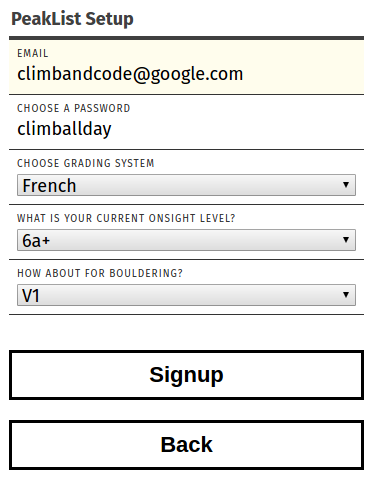 PeakList Setup
EMAIL
climbandcode@google.com
CHOOSE A PASSWORD
climballday
CHOOSE GRADING SYSTEM
French
WHAT IS YOUR CURRENT ONSIGHT LEVEL?
6a+
HOW ABOUT FOR BOULDERING?
V1
Signup
Back